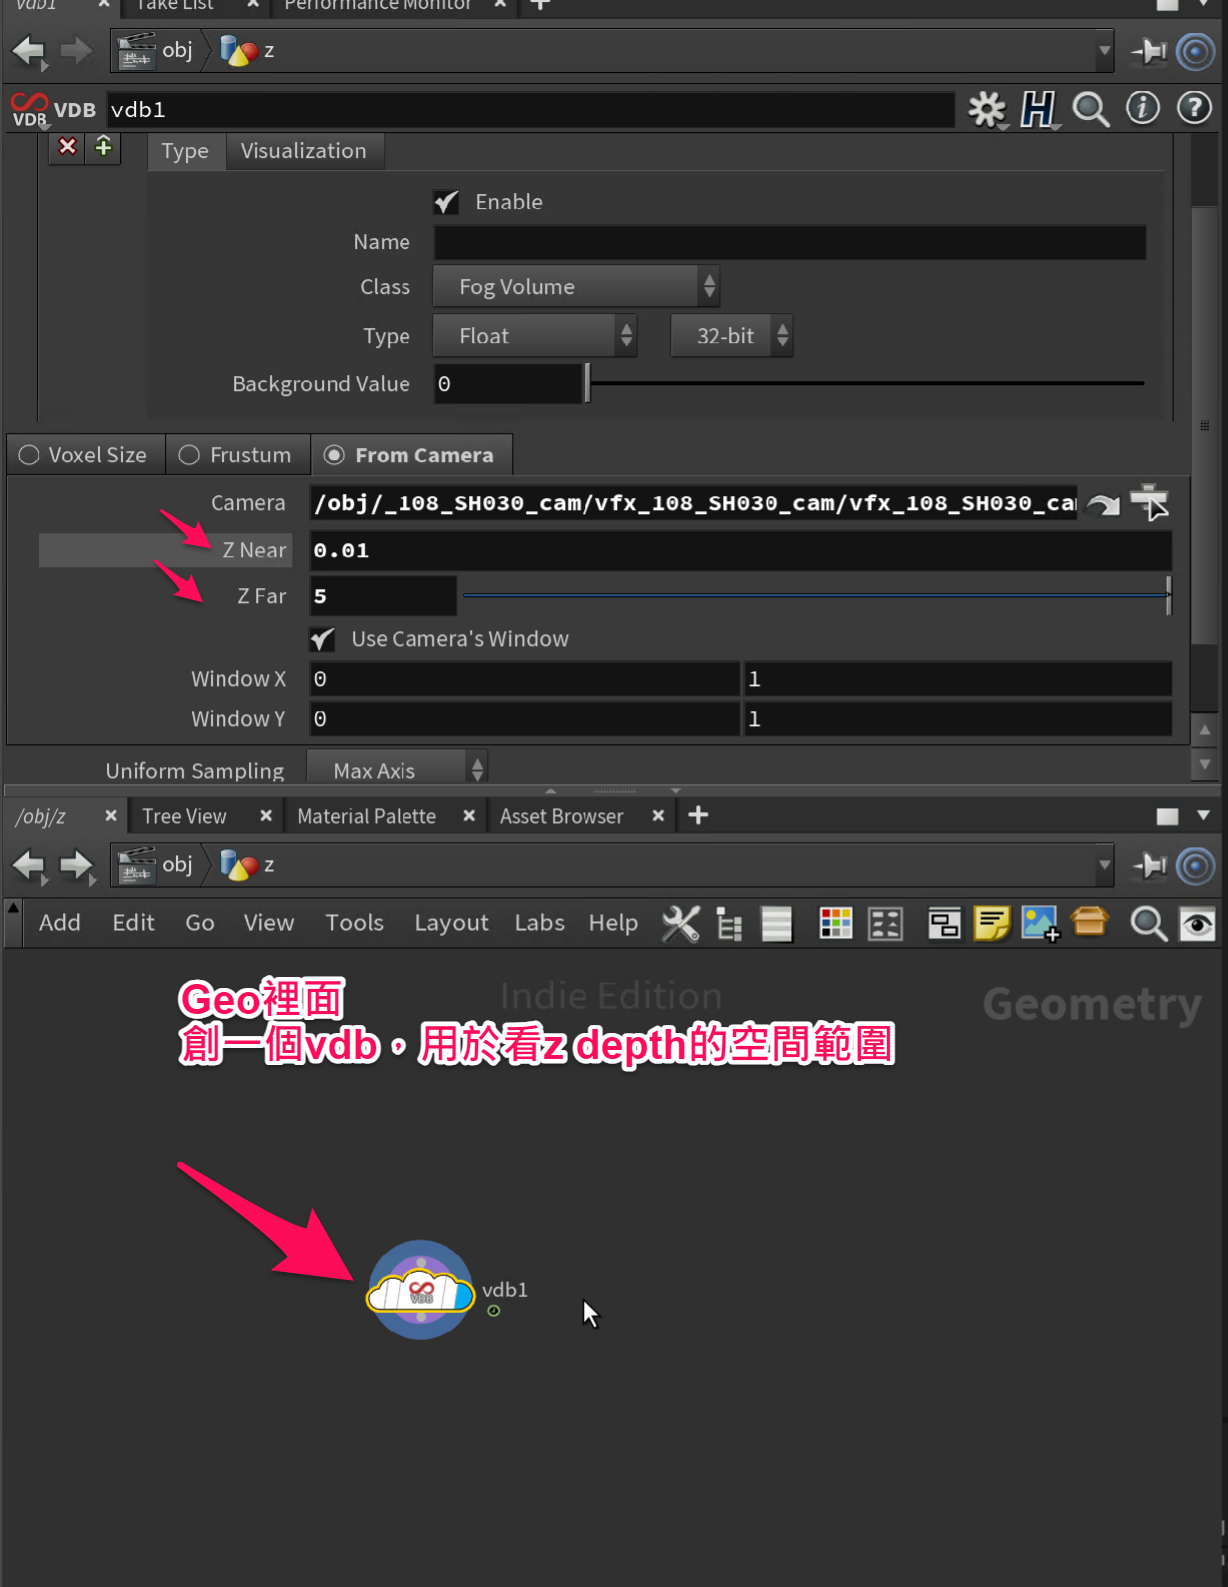 vdb1 Take List Performance Monitor
obj z
VDB VDB vdb1
Type Visualization
Enable
Name
Class Fog Volume
Type Float 32-bit
Background Value 0
Voxel Size Frustum From Camera
Camera /obj/_108_SH030_cam/vfx_108_SH030_cam/vfx_108_SH030_ca
Z Near 0.01
Z Far 5
Use Camera's Window
Window X 0 1
Window Y 0 1
Uniform Sampling Max Axis
/obj/z Tree View Material Palette Asset Browser
obj z
Add Edit Go View Tools Layout Labs Help
Indie Edition
Geometry
Geo裡面
創一個vdb，用於看z depth的空間範圍
VDB
vdb1